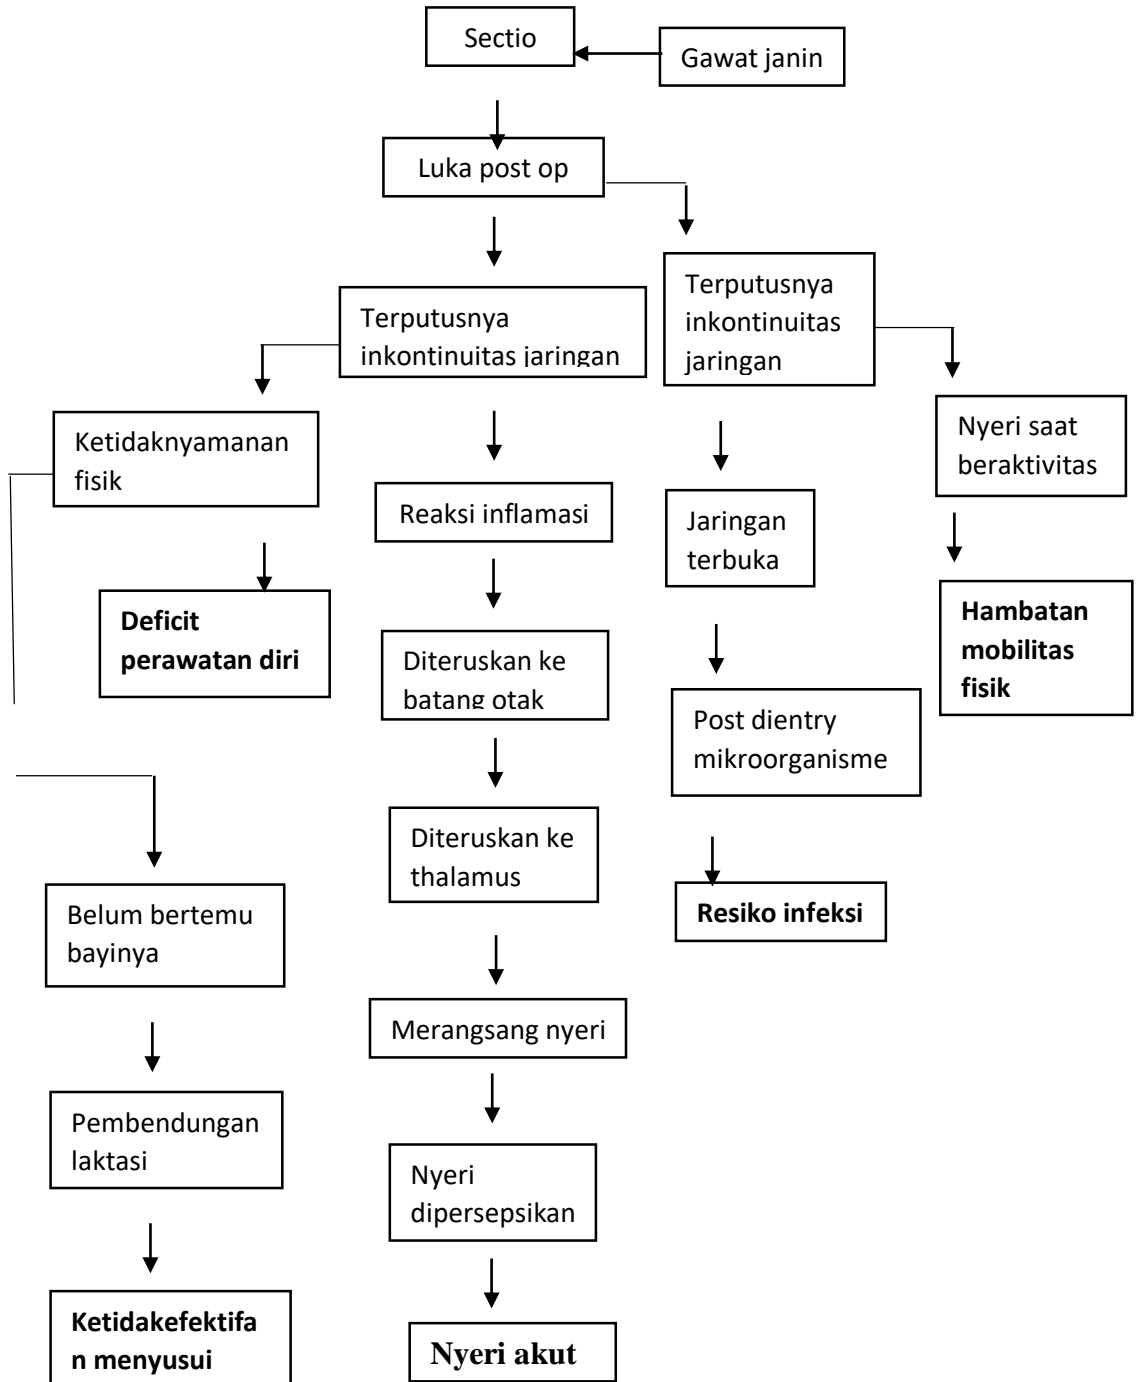 Sectio
Gawat janin
Luka post op
Terputusnya
inkontinuitas jaringan
Terputusnya
inkontinuitas
jaringan
Ketidaknyamanan
fisik
Nyeri saat
beraktivitas
Reaksi inflamasi
Jaringan
terbuka
Deficit
perawatan diri
Hambatan
mobilitas
fisik
Diteruskan ke
batang otak
Post dientry
mikroorganisme
Diteruskan ke
thalamus
Belum bertemu
bayinya
Resiko infeksi
Merangsang nyeri
Pembendungan
laktasi
Nyeri
dipersepsikan
Ketidakefektifa
n menyusui
Nyeri akut